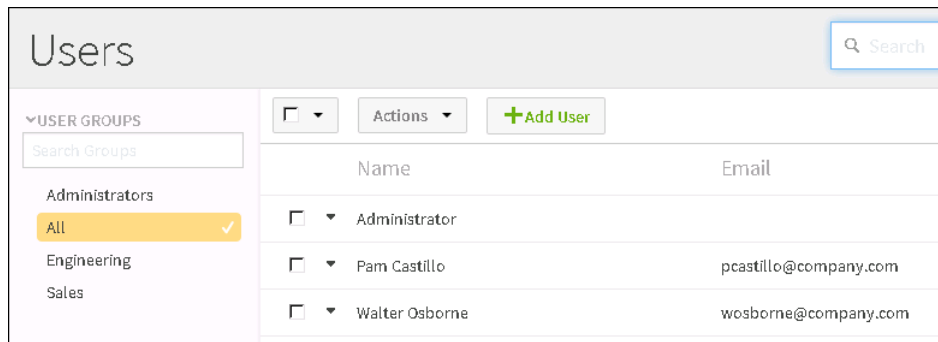 Users
Search
USER GROUPS
Search Groups
Administrators
All
Engineering
Sales
Actions
Add User
Name Email
Administrator
Pam Castillo pcastillo@company.com
Walter Osborne wosborne@company.com